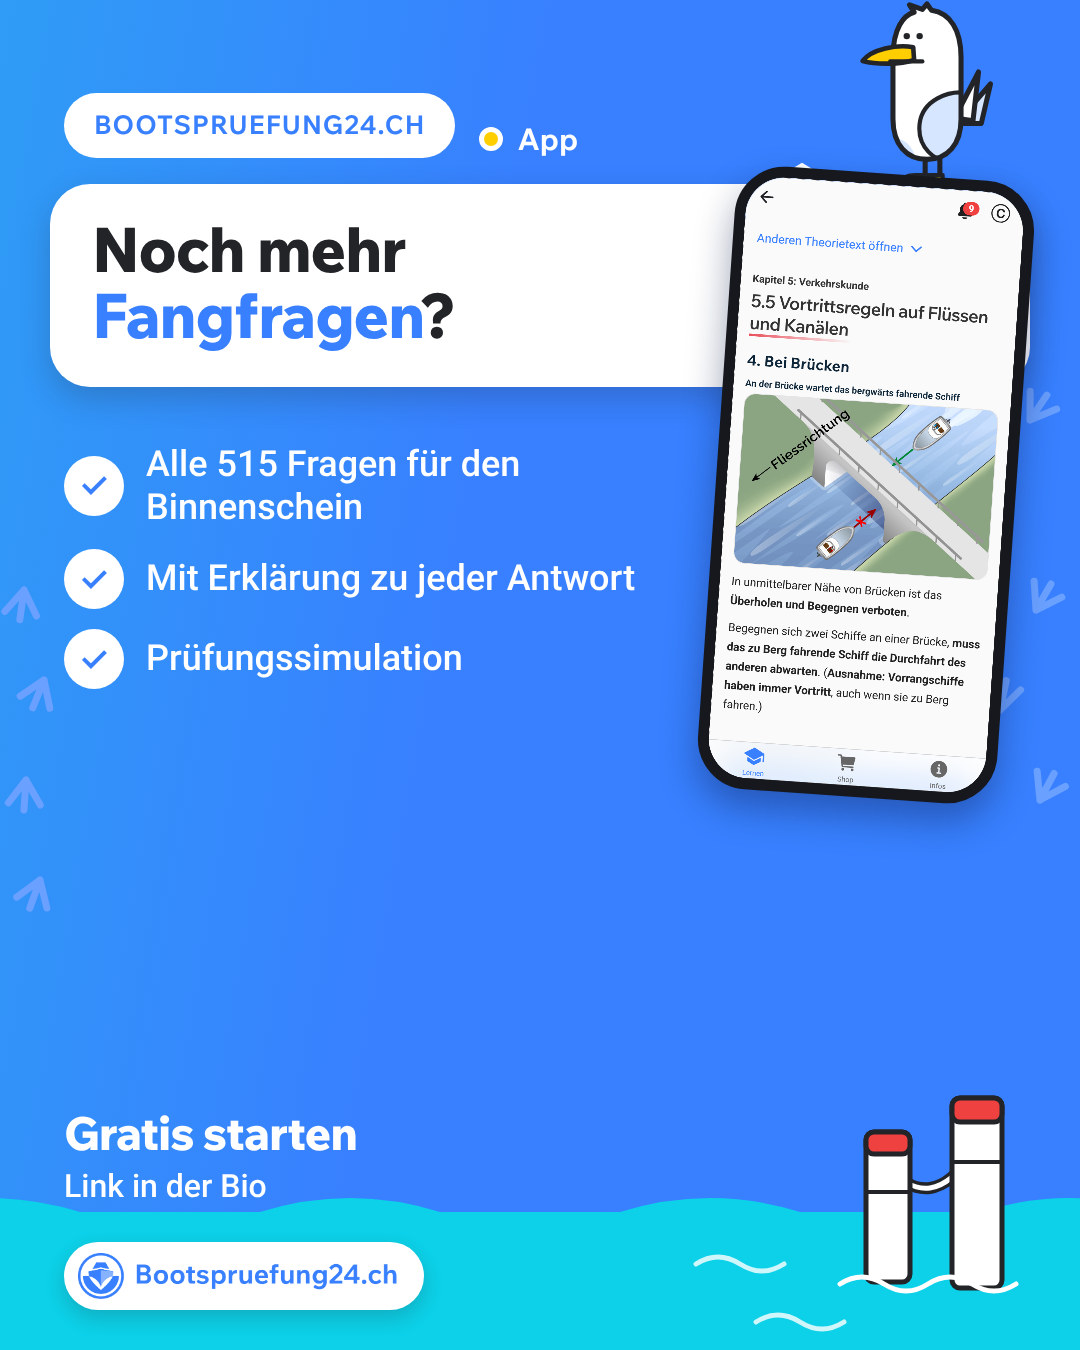 BOOTSPRUEFUNG24.CH
App
Noch mehr
Fangfragen?
Alle 515 Fragen für den
Binnenschein
Mit Erklärung zu jeder Antwort
Prüfungssimulation
9
C
Anderen Theorietext öffnen
Kapitel 5: Verkehrskunde
5.5 Vortrittsregeln auf Flüssen
und Kanälen
4. Bei Brücken
An der Brücke wartet das bergwärts fahrende Schiff
Fliessrichtung
In unmittelbarer Nähe von Brücken ist das
Überholen und Begegnen verboten.
Begegnen sich zwei Schiffe an einer Brücke, muss
das zu Berg fahrende Schiff die Durchfahrt des
anderen abwarten. (Ausnahme: Vorrangschiffe
haben immer Vortritt, auch wenn sie zu Berg
fahren.)
Lernen
Shop
Infos
Gratis starten
Link in der Bio
Bootspruefung24.ch